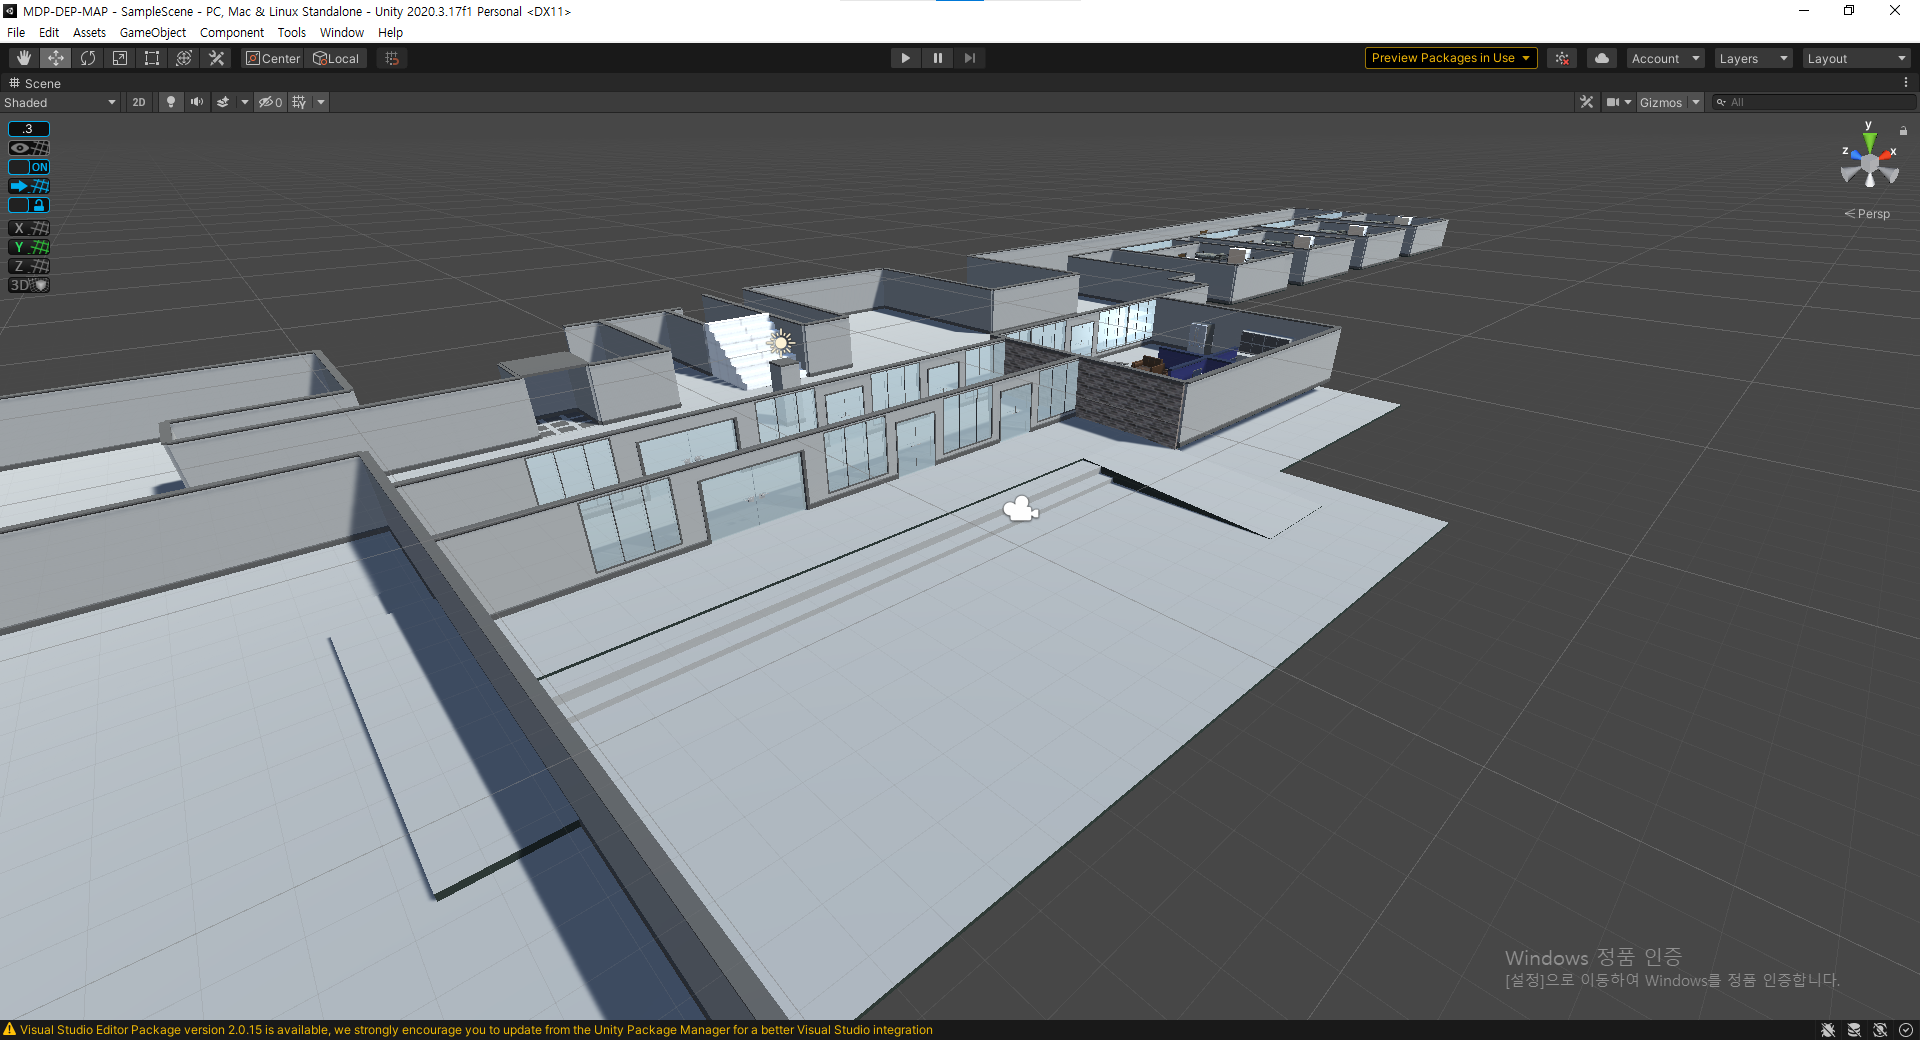 MDP-DEP-MAP - SampleScene - PC, Mac & Linux Standalone - Unity 2020.3.17f1 Personal <DX11>
File Edit Assets GameObject Component Tools Window Help
Center Local Preview Packages in Use Account Layers Layout
Scene
Shaded 2D 0 Gizmos All
.3
ON
X
Y
Z
3D
y
z x
< Persp
Windows 정품 인증
[설정]으로 이동하여 Windows를 정품 인증합니다.
Visual Studio Editor Package version 2.0.15 is available, we strongly encourage you to update from the Unity Package Manager for a better Visual Studio integration